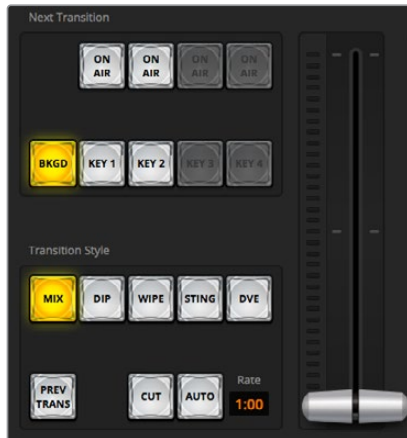 Next Transition
ON AIR
ON AIR
ON AIR
ON AIR
BKGD
KEY 1
KEY 2
KEY 3
KEY 4
Transition Style
MIX
DIP
WIPE
STING
DVE
PREV TRANS
CUT
AUTO
Rate
1:00